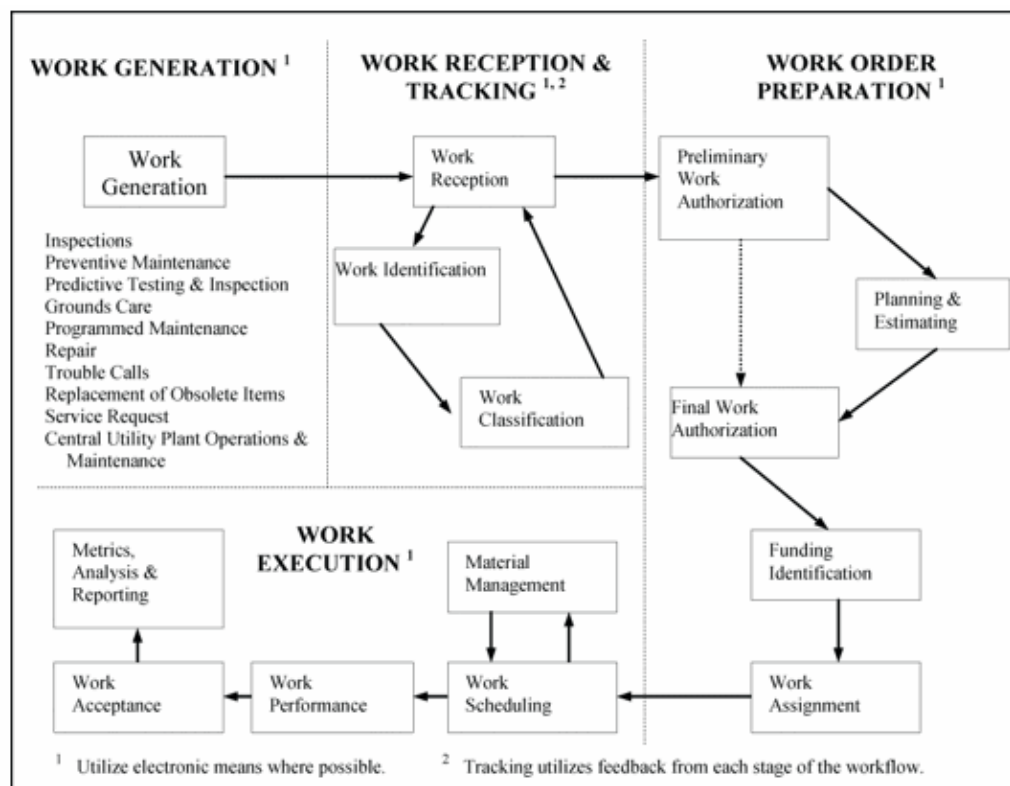 WORK GENERATION 1
Work
Generation
Inspections
Preventive Maintenance
Predictive Testing & Inspection
Grounds Care
Programmed Maintenance
Repair
Trouble Calls
Replacement of Obsolete Items
Service Request
Central Utility Plant Operations &
Maintenance
WORK RECEPTION &
TRACKING 1, 2
Work
Reception
Work Identification
Work
Classification
WORK ORDER
PREPARATION 1
Preliminary
Work
Authorization
Planning &
Estimating
Final Work
Authorization
Funding
Identification
Work
Assignment
WORK
EXECUTION 1
Material
Management
Work
Scheduling
Work
Performance
Work
Acceptance
Metrics,
Analysis &
Reporting
1 Utilize electronic means where possible.
2 Tracking utilizes feedback from each stage of the workflow.